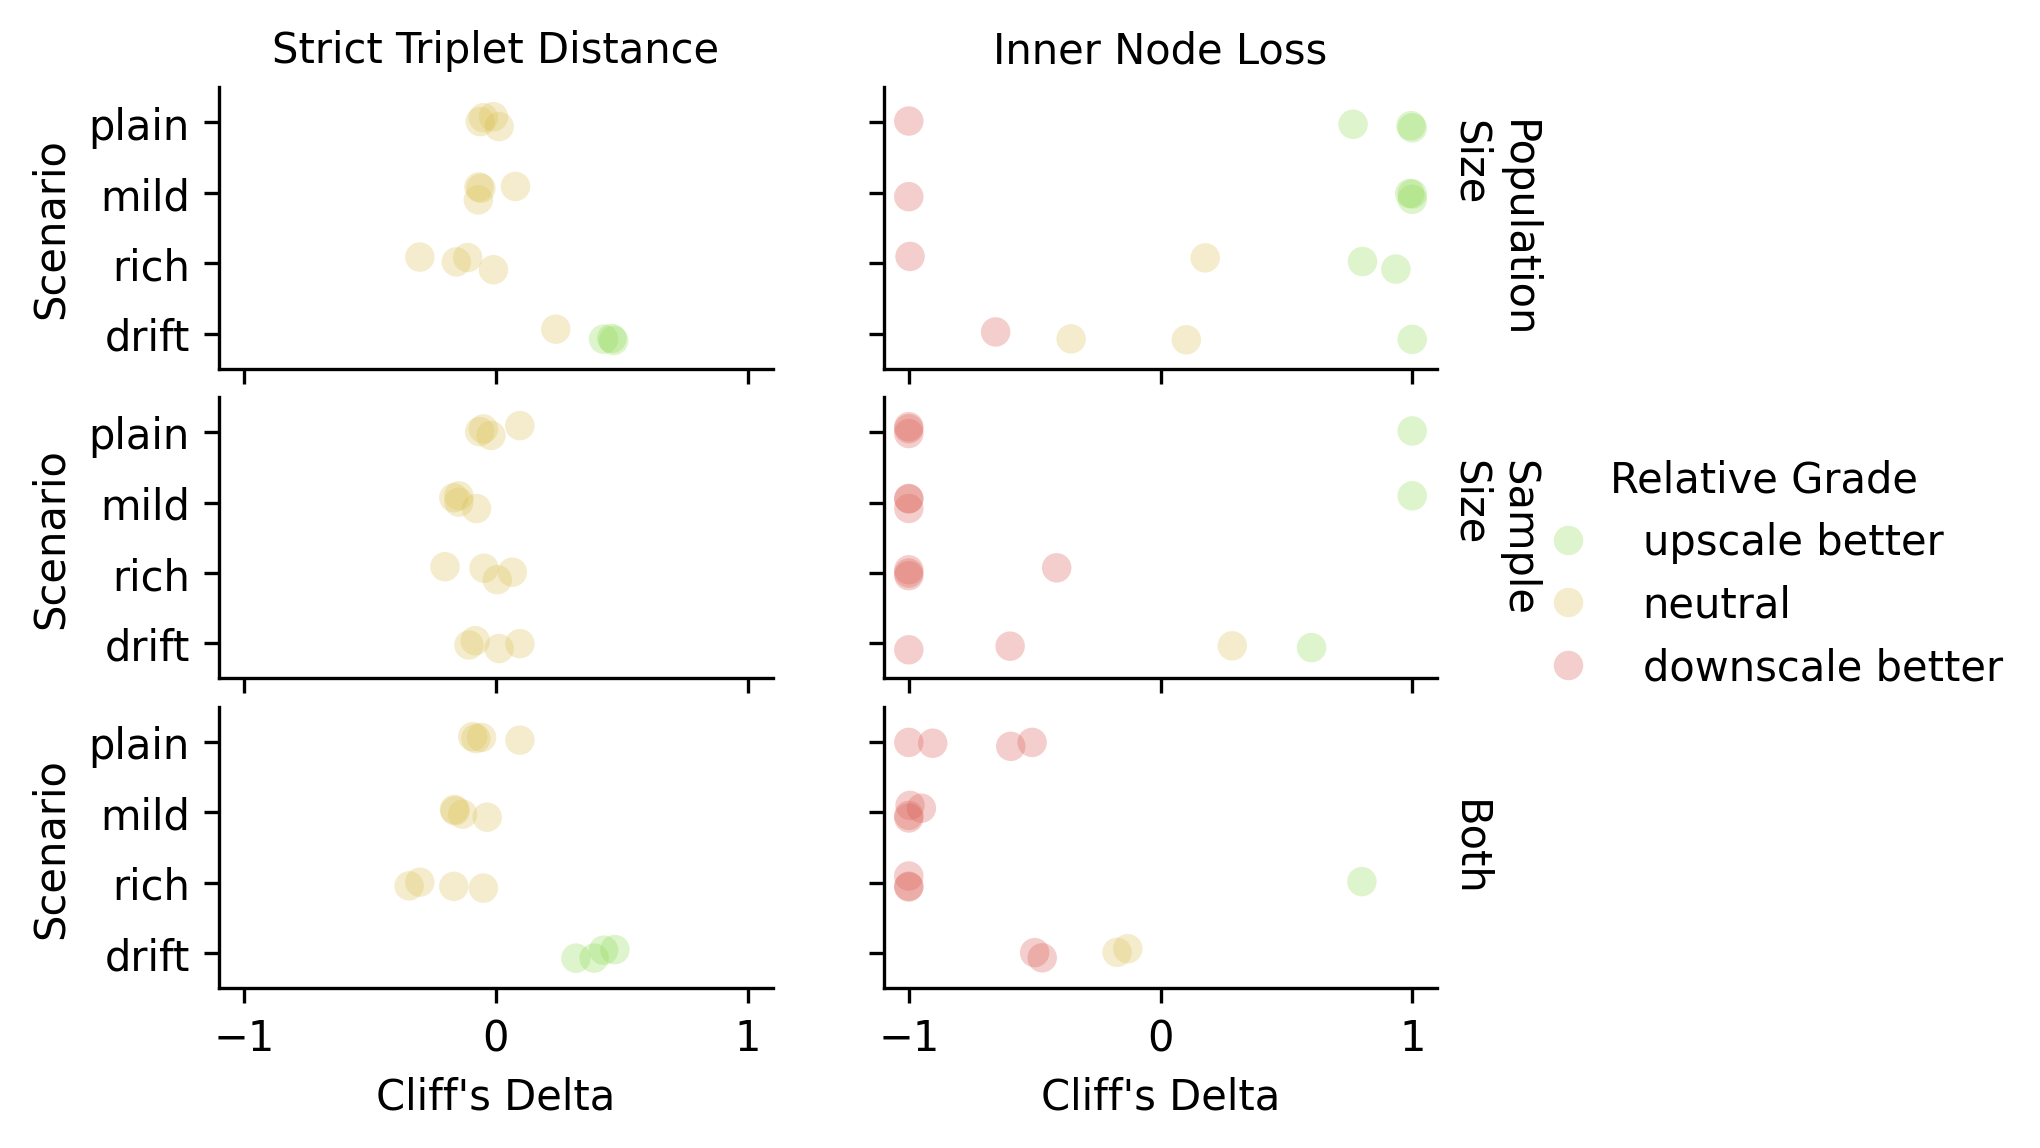 Strict Triplet Distance
Inner Node Loss
Scenario
plain
mild
rich
drift
Population
Size
Scenario
plain
mild
rich
drift
Sample
Size
Relative Grade
upscale better
neutral
downscale better
Scenario
plain
mild
rich
drift
Both
−1
0
1
−1
0
1
Cliff's Delta
Cliff's Delta